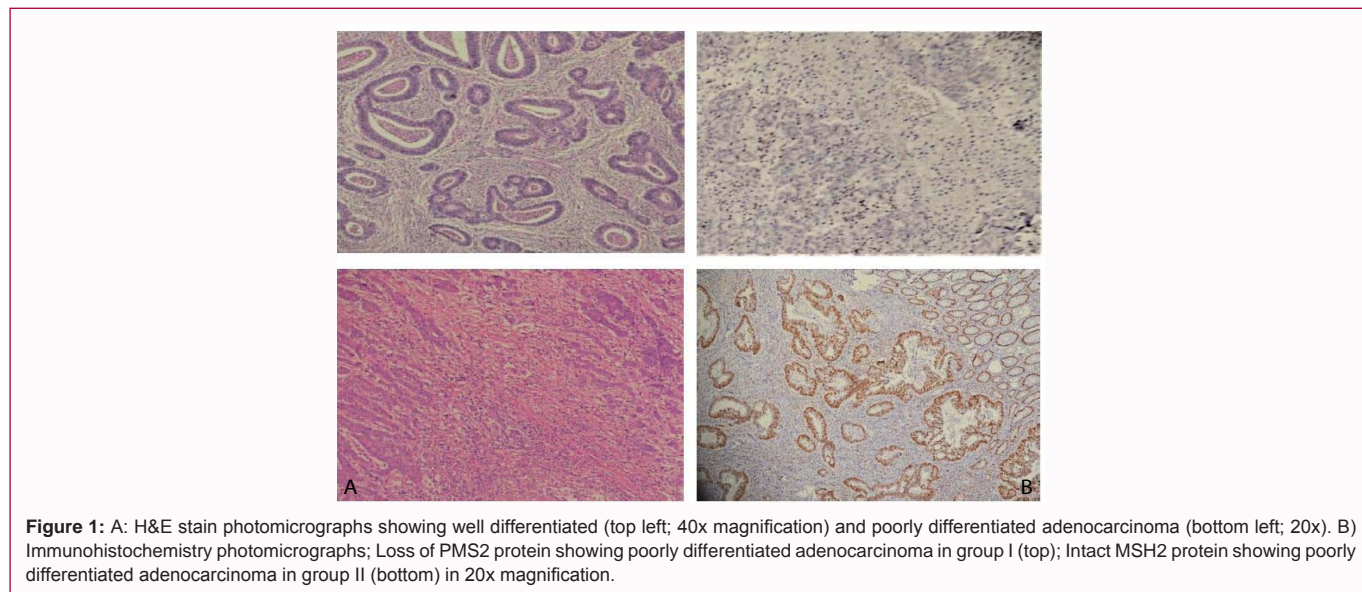 A
B
Figure 1: A: H&E stain photomicrographs showing well differentiated (top left; 40x magnification) and poorly differentiated adenocarcinoma (bottom left; 20x). B)
Immunohistochemistry photomicrographs; Loss of PMS2 protein showing poorly differentiated adenocarcinoma in group I (top); Intact MSH2 protein showing poorly
differentiated adenocarcinoma in group II (bottom) in 20x magnification.